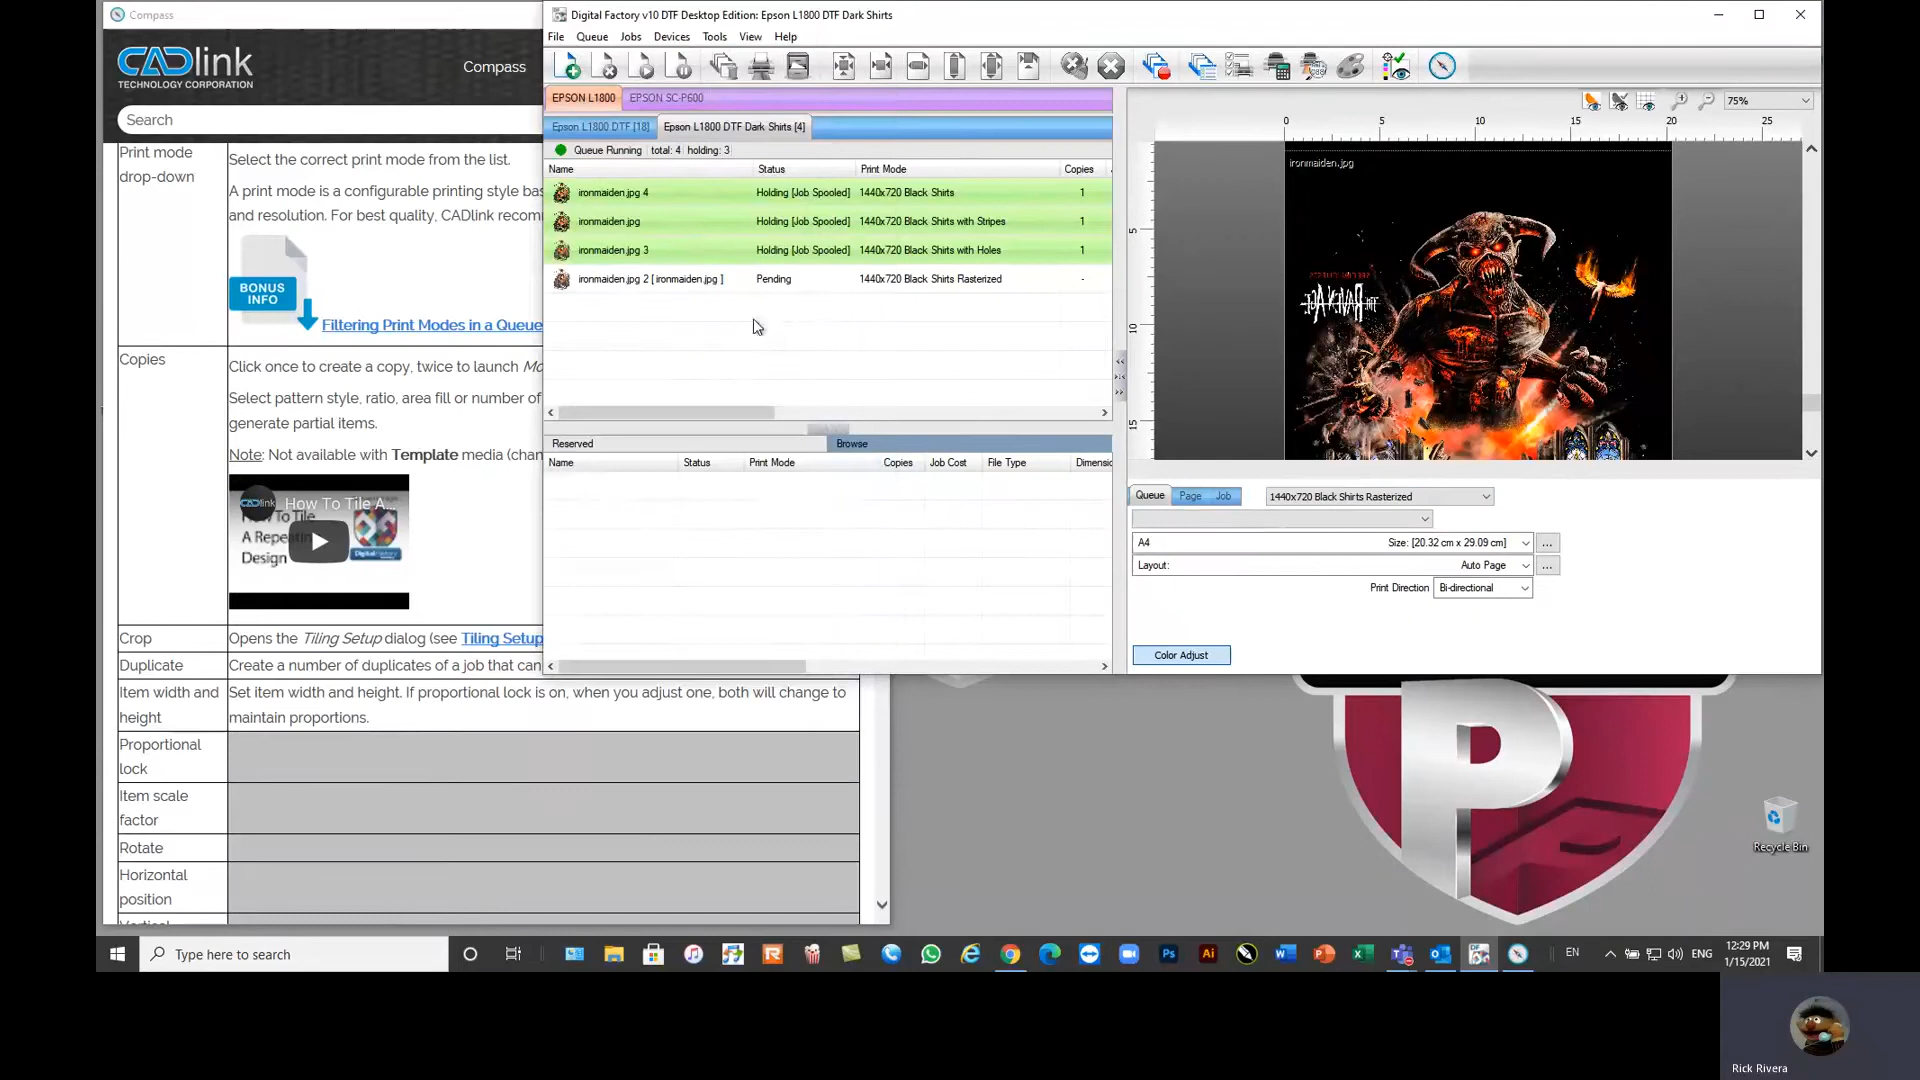 Compass
CADlink
TECHNOLOGY CORPORATION
Compass
Search
Print mode
drop-down
Select the correct print mode from the list.
A print mode is a configurable printing style bas
and resolution. For best quality, CADlink recom
BONUS
INFO
Filtering Print Modes in a Queue
Copies
Click once to create a copy, twice to launch Mo
Select pattern style, ratio, area fill or number of
generate partial items.
Note: Not available with Template media (chan
CADlink
How To Tile A...
How To Tile
A Repeating
Design
DigitalFactory
Crop
Opens the Tiling Setup dialog (see Tiling Setup
Duplicate
Create a number of duplicates of a job that can
Item width and
height
Set item width and height. If proportional lock is on, when you adjust one, both will change to
maintain proportions.
Proportional
lock
Item scale
factor
Rotate
Horizontal
position
Vertical
Digital Factory v10 DTF Desktop Edition: Epson L1800 DTF Dark Shirts
File Queue Jobs Devices Tools View Help
EPSON L1800 EPSON SC-P600
Epson L1800 DTF [18] Epson L1800 DTF Dark Shirts [4]
Queue Running total: 4 holding: 3
Name Status Print Mode Copies
ironmaiden.jpg 4 Holding [Job Spooled] 1440x720 Black Shirts 1
ironmaiden.jpg Holding [Job Spooled] 1440x720 Black Shirts with Stripes 1
ironmaiden.jpg 3 Holding [Job Spooled] 1440x720 Black Shirts with Holes 1
ironmaiden.jpg 2 [ ironmaiden.jpg ] Pending 1440x720 Black Shirts Rasterized -
Reserved Browse
Name Status Print Mode Copies Job Cost File Type Dimensio
75%
0 5 10 15 20 25
5
10
15
ironmaiden.jpg
Queue Page Job 1440x720 Black Shirts Rasterized
A4 Size: [20.32 cm x 29.09 cm] ...
Layout: Auto Page ...
Print Direction Bi-directional
Color Adjust
P
Recycle Bin
Type here to search
Ps Ai
EN
ENG
12:29 PM
1/15/2021
Rick Rivera